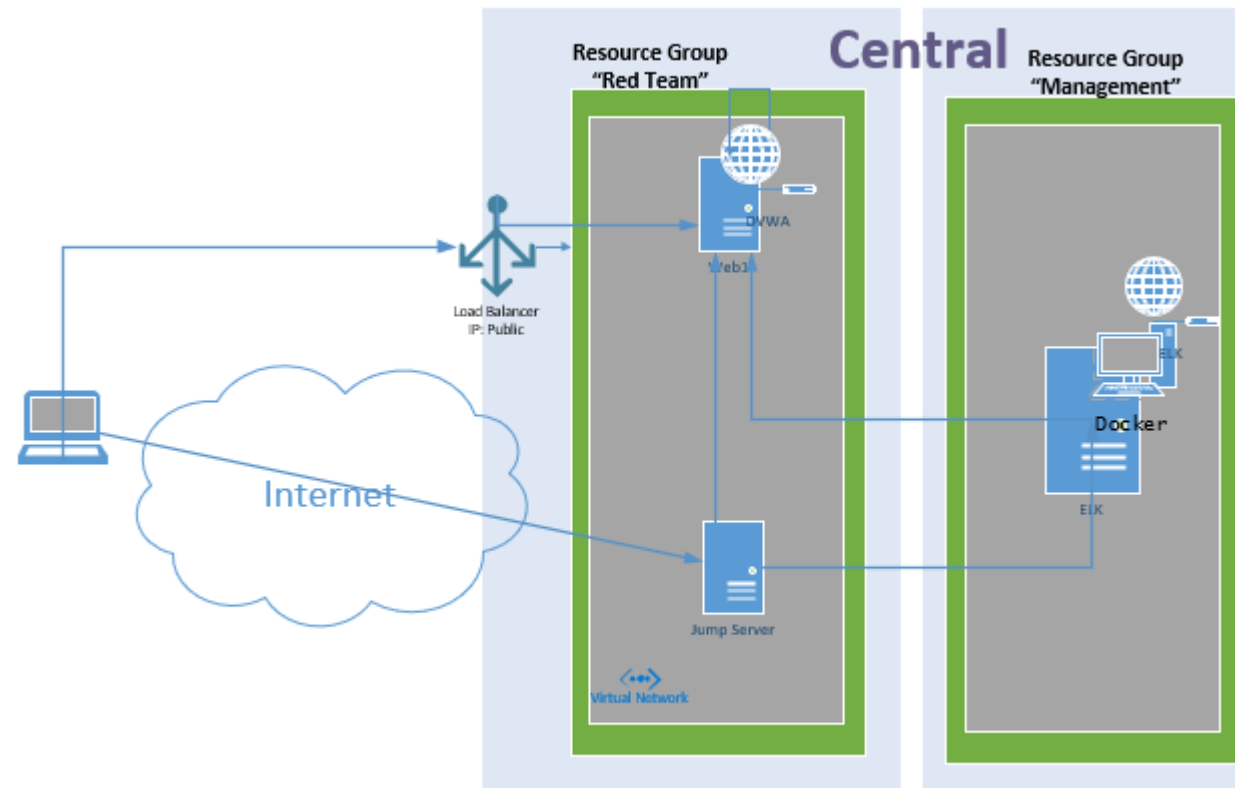 Central
Resource Group
“Red Team”
Resource Group
“Management”
DVWA
Web1
Load Balancer
IP: Public
ELK
Docker
ELK
Internet
Jump Server
Virtual Network